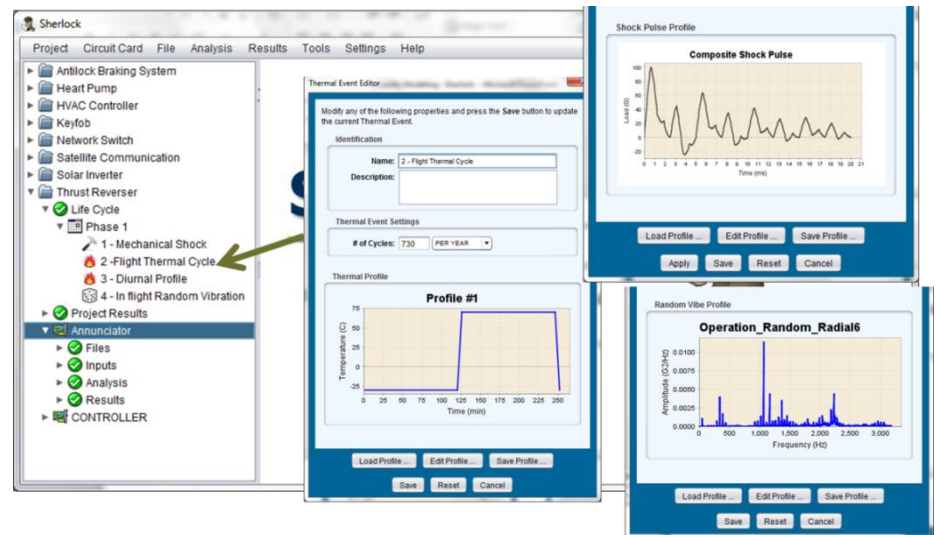 Sherlock
Project Circuit Card File Analysis Results Tools Settings Help
Antilock Braking System
Heart Pump
HVAC Controller
Keyfob
Network Switch
Satellite Communication
Solar Inverter
Thrust Reverser
Life Cycle
Phase 1
1 - Mechanical Shock
2 -Flight Thermal Cycle
3 - Diurnal Profile
4 - In flight Random Vibration
Project Results
Annunciator
Files
Inputs
Analysis
Results
CONTROLLER
Thermal Event Editor
Modify any of the following properties and press the Save button to update
the current Thermal Event.
Identification
Name: 2 - Flight Thermal Cycle
Description:
Thermal Event Settings
# of Cycles: 730 PER YEAR
Thermal Profile
Profile #1
Temperature (C)
75
50
25
0
-25
0 25 50 75 100 125 150 175 200 225 250
Time (min)
Load Profile ... Edit Profile ... Save Profile ...
Save Reset Cancel
Shock Pulse Profile
Composite Shock Pulse
Load (G)
100
80
60
40
20
0
-20
0 1 2 3 4 5 6 7 8 9 10 11 12 13 14 15 16 17 18 19 20 21
Time (ms)
Load Profile ... Edit Profile ... Save Profile ...
Apply Save Reset Cancel
Random Vibe Profile
Operation_Random_Radial6
Amplitude (G2/Hz)
0.0100
0.0075
0.0050
0.0025
0.0000
0 500 1,000 1,500 2,000 2,500 3,000
Frequency (Hz)
Load Profile ... Edit Profile ... Save Profile ...
Save Reset Cancel